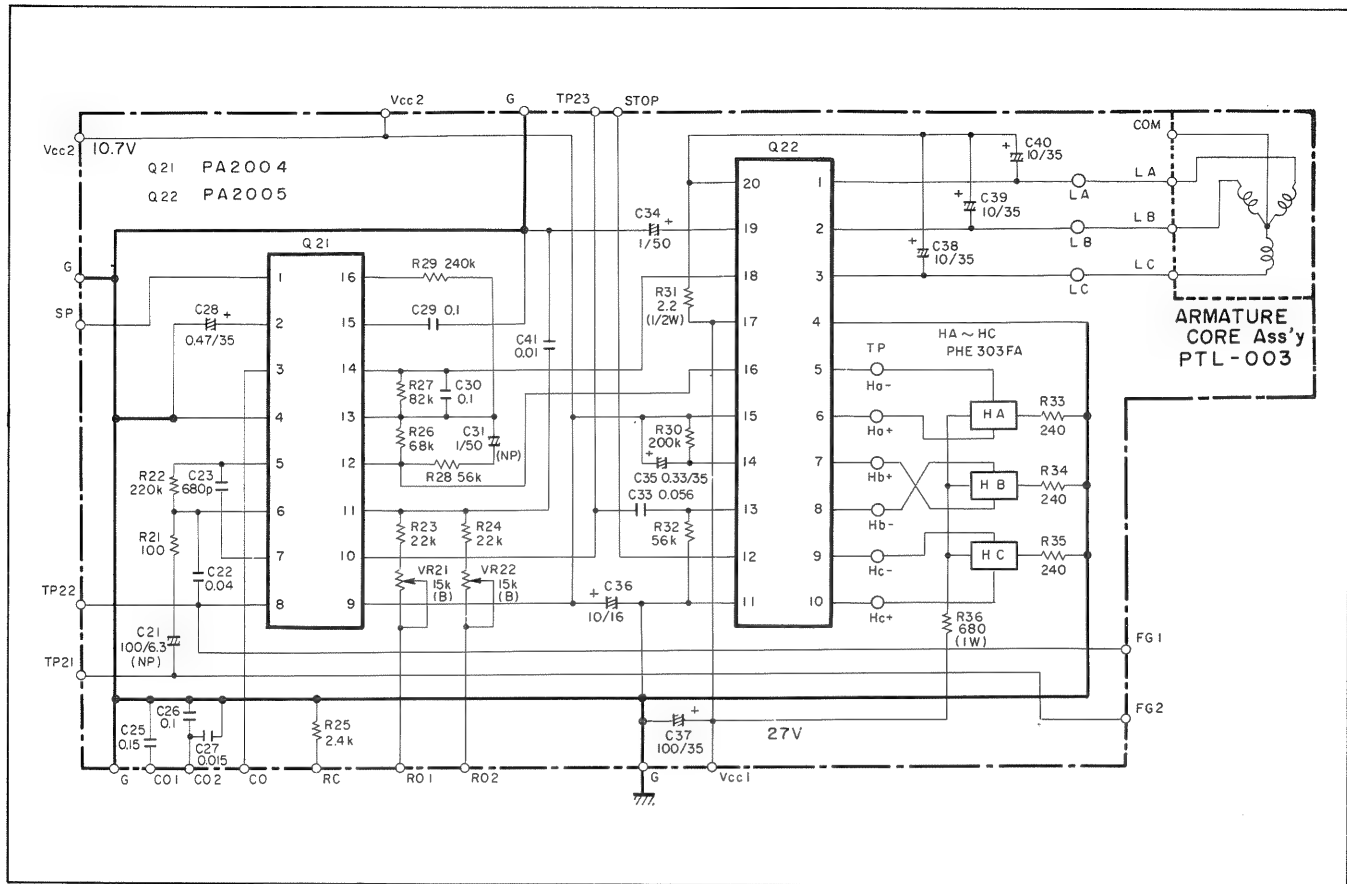 Vcc2
G
TP23
STOP
Vcc2
10.7V
Q21 PA2004
Q22 PA2005
COM
Q22
C40
10/35
LA
LA
C39
10/35
LB
LB
C38
10/35
LC
LC
ARMATURE
CORE Ass'y
PTL-003
20
19
18
17
16
15
14
13
12
11
1
2
3
4
5
6
7
8
9
10
C34
1/50
R31
2.2
(1/2W)
G
SP
Q21
1
2
3
4
5
6
7
8
16
15
14
13
12
11
10
9
C28
0.47/35
R29 240k
C29 0.1
C41
0.01
R27
82k
C30
0.1
R26
68k
C31
1/50
(NP)
R28 56k
R22
220k
C23
680p
R21
100
C22
0.04
TP22
C21
100/6.3
(NP)
TP21
R23
22k
R24
22k
VR21
15k
(B)
VR22
15k
(B)
R30
200k
C35 0.33/35
C33 0.056
R32
56k
C36
10/16
HA~HC
PHE303FA
TP
Ha-
Ha+
Hb+
Hb-
Hc-
Hc+
HA
HB
HC
R33
240
R34
240
R35
240
R36
680
(1W)
FG1
FG2
C25
0.15
C26
0.1
C27
0.015
R25
2.4k
C37
100/35
27V
G
CO1
CO2
CO
RC
RO1
RO2
G
Vcc1